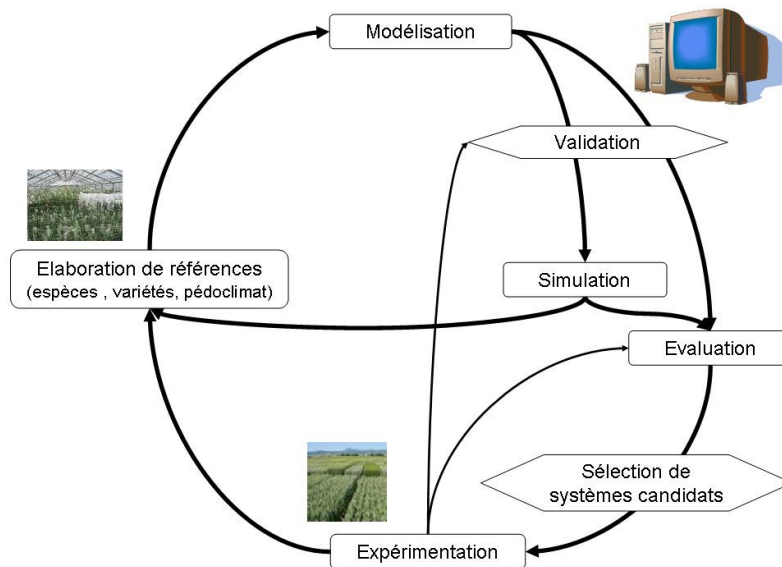 Modélisation
Validation
Elaboration de références
(espèces , variétés, pédoclimat)
Simulation
Evaluation
Sélection de
systèmes candidats
Expérimentation